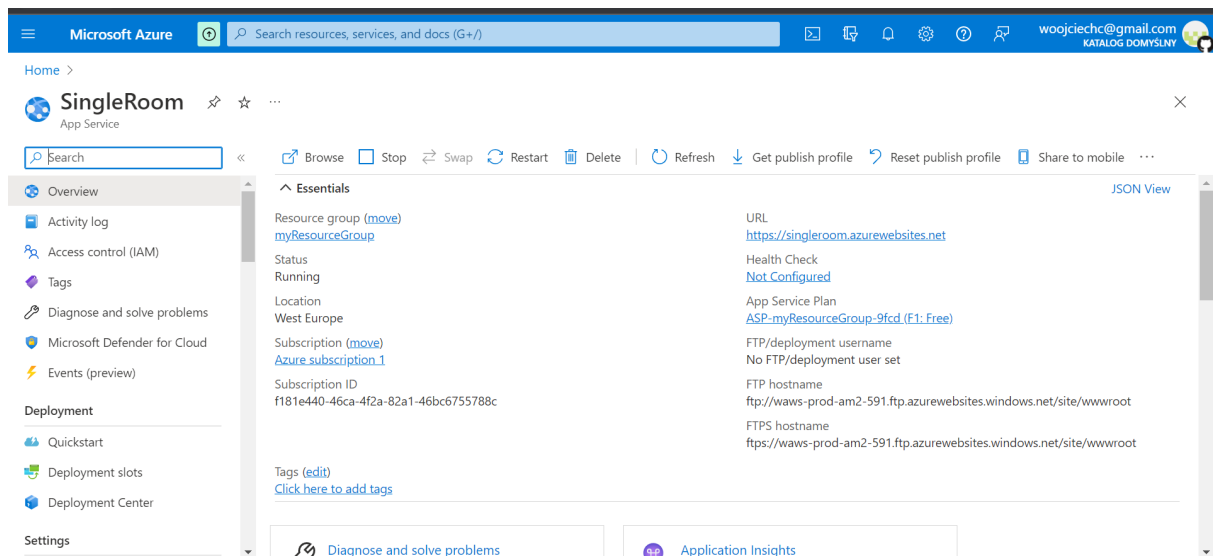 Microsoft Azure
Search resources, services, and docs (G+/)
woojciechc@gmail.com
KATALOG DOMYŚLNY
Home >
SingleRoom
App Service
Search
Browse Stop Swap Restart Delete Refresh Get publish profile Reset publish profile Share to mobile ...
Overview
Activity log
Access control (IAM)
Tags
Diagnose and solve problems
Microsoft Defender for Cloud
Events (preview)
Deployment
Quickstart
Deployment slots
Deployment Center
Settings
Essentials
JSON View
Resource group (move)
myResourceGroup
Status
Running
Location
West Europe
Subscription (move)
Azure subscription 1
Subscription ID
f181e440-46ca-4f2a-82a1-46bc6755788c
URL
https://singleroom.azurewebsites.net
Health Check
Not Configured
App Service Plan
ASP-myResourceGroup-9fcd (F1: Free)
FTP/deployment username
No FTP/deployment user set
FTP hostname
ftp://waws-prod-am2-591.ftp.azurewebsites.windows.net/site/wwwroot
FTPS hostname
ftps://waws-prod-am2-591.ftp.azurewebsites.windows.net/site/wwwroot
Tags (edit)
Click here to add tags
Diagnose and solve problems
Application Insights